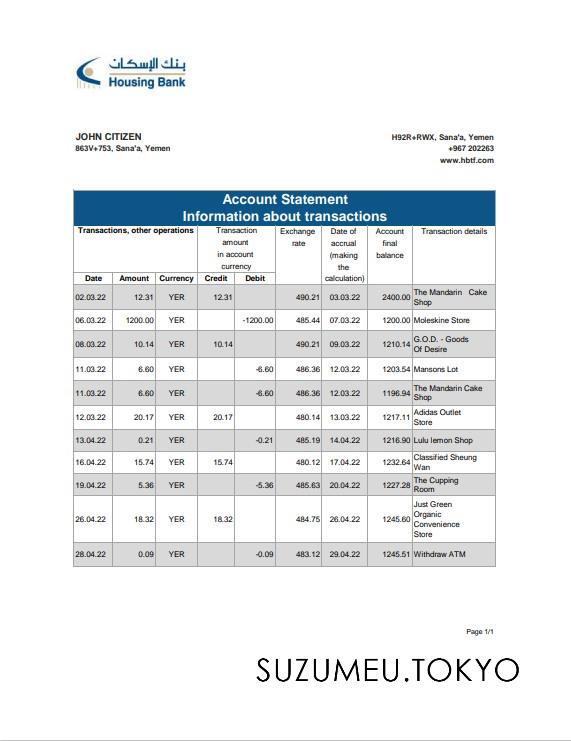 بنك الإسكان
Housing Bank
JOHN CITIZEN
863V+753, Sana'a, Yemen
H92R+RWX, Sana'a, Yemen
+967 202263
www.hbtf.com
Account Statement
Information about transactions
Transactions, other operations
Transaction
amount
in account
currency
Exchange
rate
Date of
accrual
(making
the
calculation)
Account
final
balance
Transaction details
Date Amount Currency Credit Debit
02.03.22 12.31 YER 12.31 490.21 03.03.22 2400.00 The Mandarin Cake
Shop
06.03.22 1200.00 YER -1200.00 485.44 07.03.22 1200.00 Moleskine Store
08.03.22 10.14 YER 10.14 490.21 09.03.22 1210.14 G.O.D. - Goods
Of Desire
11.03.22 6.60 YER -6.60 486.36 12.03.22 1203.54 Mansons Lot
11.03.22 6.60 YER -6.60 486.36 12.03.22 1196.94 The Mandarin Cake
Shop
12.03.22 20.17 YER 20.17 480.14 13.03.22 1217.11 Adidas Outlet
Store
13.04.22 0.21 YER -0.21 485.19 14.04.22 1216.90 Lulu lemon Shop
16.04.22 15.74 YER 15.74 480.12 17.04.22 1232.64 Classified Sheung
Wan
19.04.22 5.36 YER -5.36 485.63 20.04.22 1227.28 The Cupping
Room
26.04.22 18.32 YER 18.32 484.75 26.04.22 1245.60 Just Green
Organic
Convenience
Store
28.04.22 0.09 YER -0.09 483.12 29.04.22 1245.51 Withdraw ATM
Page 1/1
SUZUMEU.TOKYO